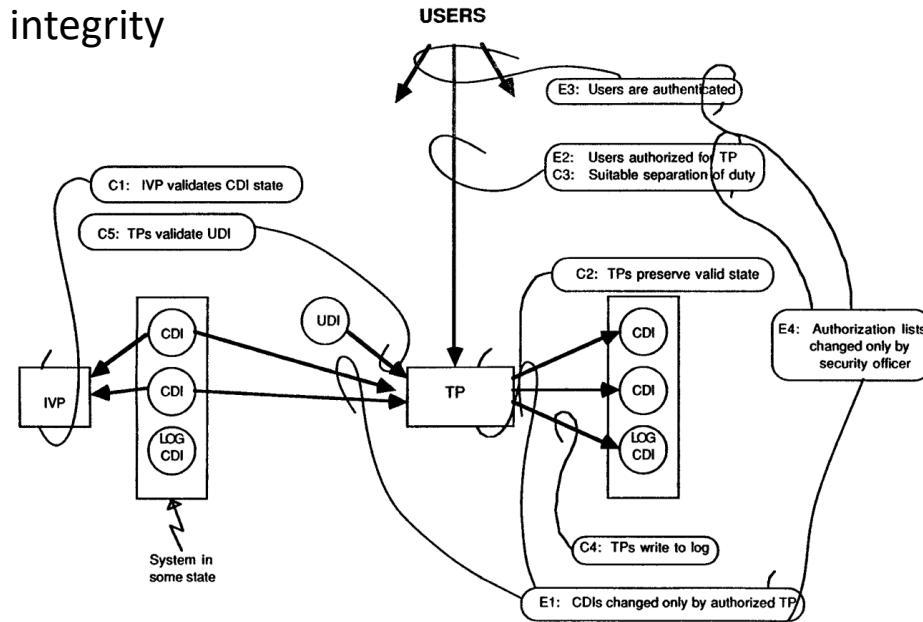 integrity
USERS
E3: Users are authenticated
E2: Users authorized for TP
C3: Suitable separation of duty
C1: IVP validates CDI state
C5: TPs validate UDI
C2: TPs preserve valid state
UDI
CDI
CDI
LOG
CDI
IVP
TP
CDI
CDI
LOG
CDI
E4: Authorization lists
changed only by
security officer
System in
some state
C4: TPs write to log
E1: CDIs changed only by authorized TP